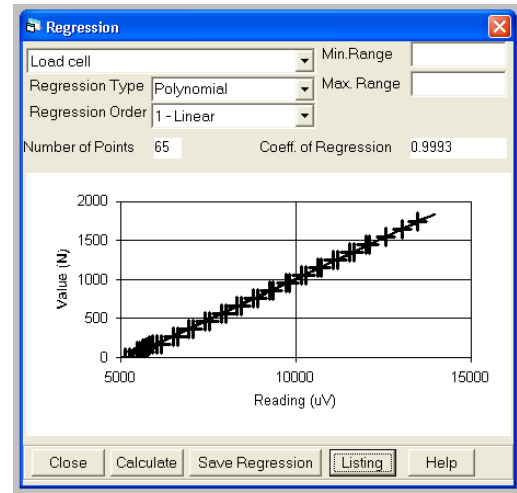 Regression
Load cell Min.Range
Regression Type Polynomial Max. Range
Regression Order 1 - Linear
Number of Points 65 Coeff. of Regression 0.9993
2000
1500
1000
500
0
Value (N)
5000 10000 15000
Reading (uV)
Close Calculate Save Regression Listing Help